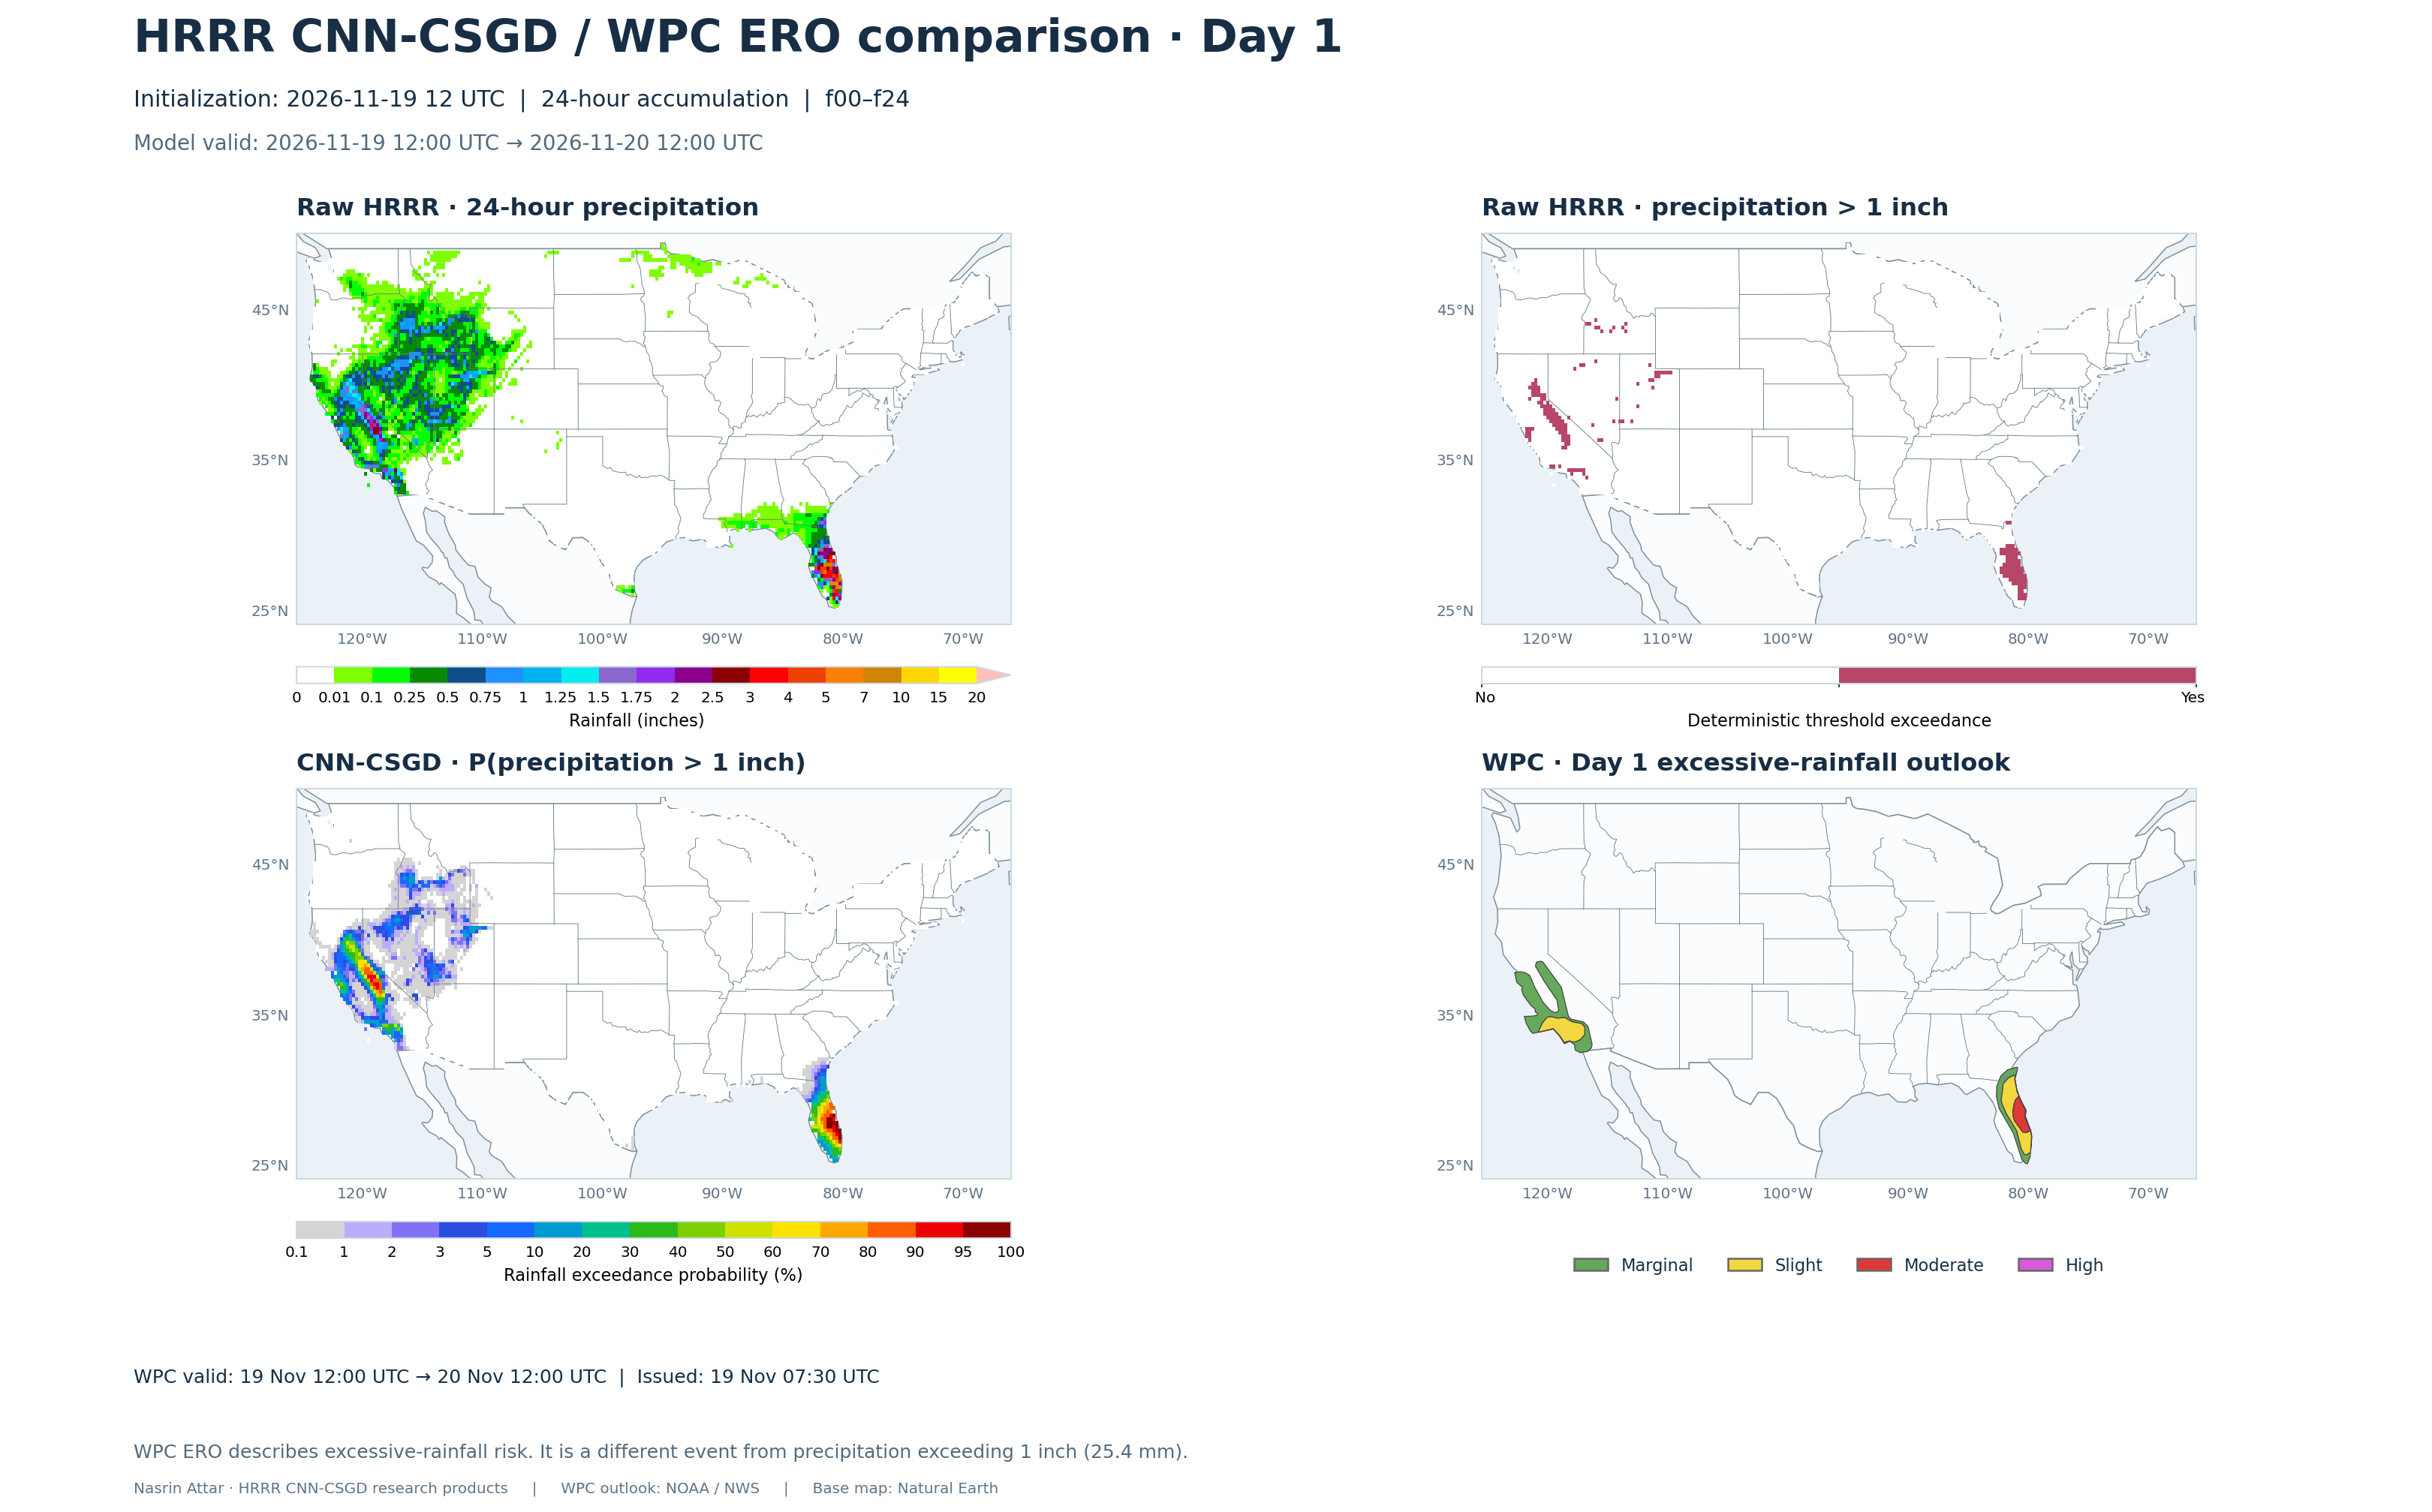 HRRR CNN-CSGD / WPC ERO comparison · Day 1
Initialization: 2026-11-19 12 UTC | 24-hour accumulation | f00–f24
Model valid: 2026-11-19 12:00 UTC → 2026-11-20 12:00 UTC
Raw HRRR · 24-hour precipitation
45°N
35°N
25°N
120°W 110°W 100°W 90°W 80°W 70°W
0 0.01 0.1 0.25 0.5 0.75 1 1.25 1.5 1.75 2 2.5 3 4 5 7 10 15 20
Rainfall (inches)
Raw HRRR · precipitation > 1 inch
45°N
35°N
25°N
120°W 110°W 100°W 90°W 80°W 70°W
No Yes
Deterministic threshold exceedance
CNN-CSGD · P(precipitation > 1 inch)
45°N
35°N
25°N
120°W 110°W 100°W 90°W 80°W 70°W
0.1 1 2 3 5 10 20 30 40 50 60 70 80 90 95 100
Rainfall exceedance probability (%)
WPC · Day 1 excessive-rainfall outlook
45°N
35°N
25°N
120°W 110°W 100°W 90°W 80°W 70°W
Marginal Slight Moderate High
WPC valid: 19 Nov 12:00 UTC → 20 Nov 12:00 UTC | Issued: 19 Nov 07:30 UTC
WPC ERO describes excessive-rainfall risk. It is a different event from precipitation exceeding 1 inch (25.4 mm).
Nasrin Attar · HRRR CNN-CSGD research products | WPC outlook: NOAA / NWS | Base map: Natural Earth